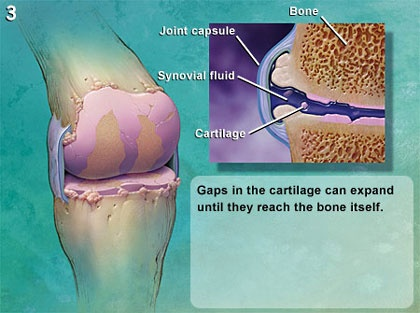 3
Bone
Joint capsule
Synovial fluid
Cartilage
Gaps in the cartilage can expand
until they reach the bone itself.